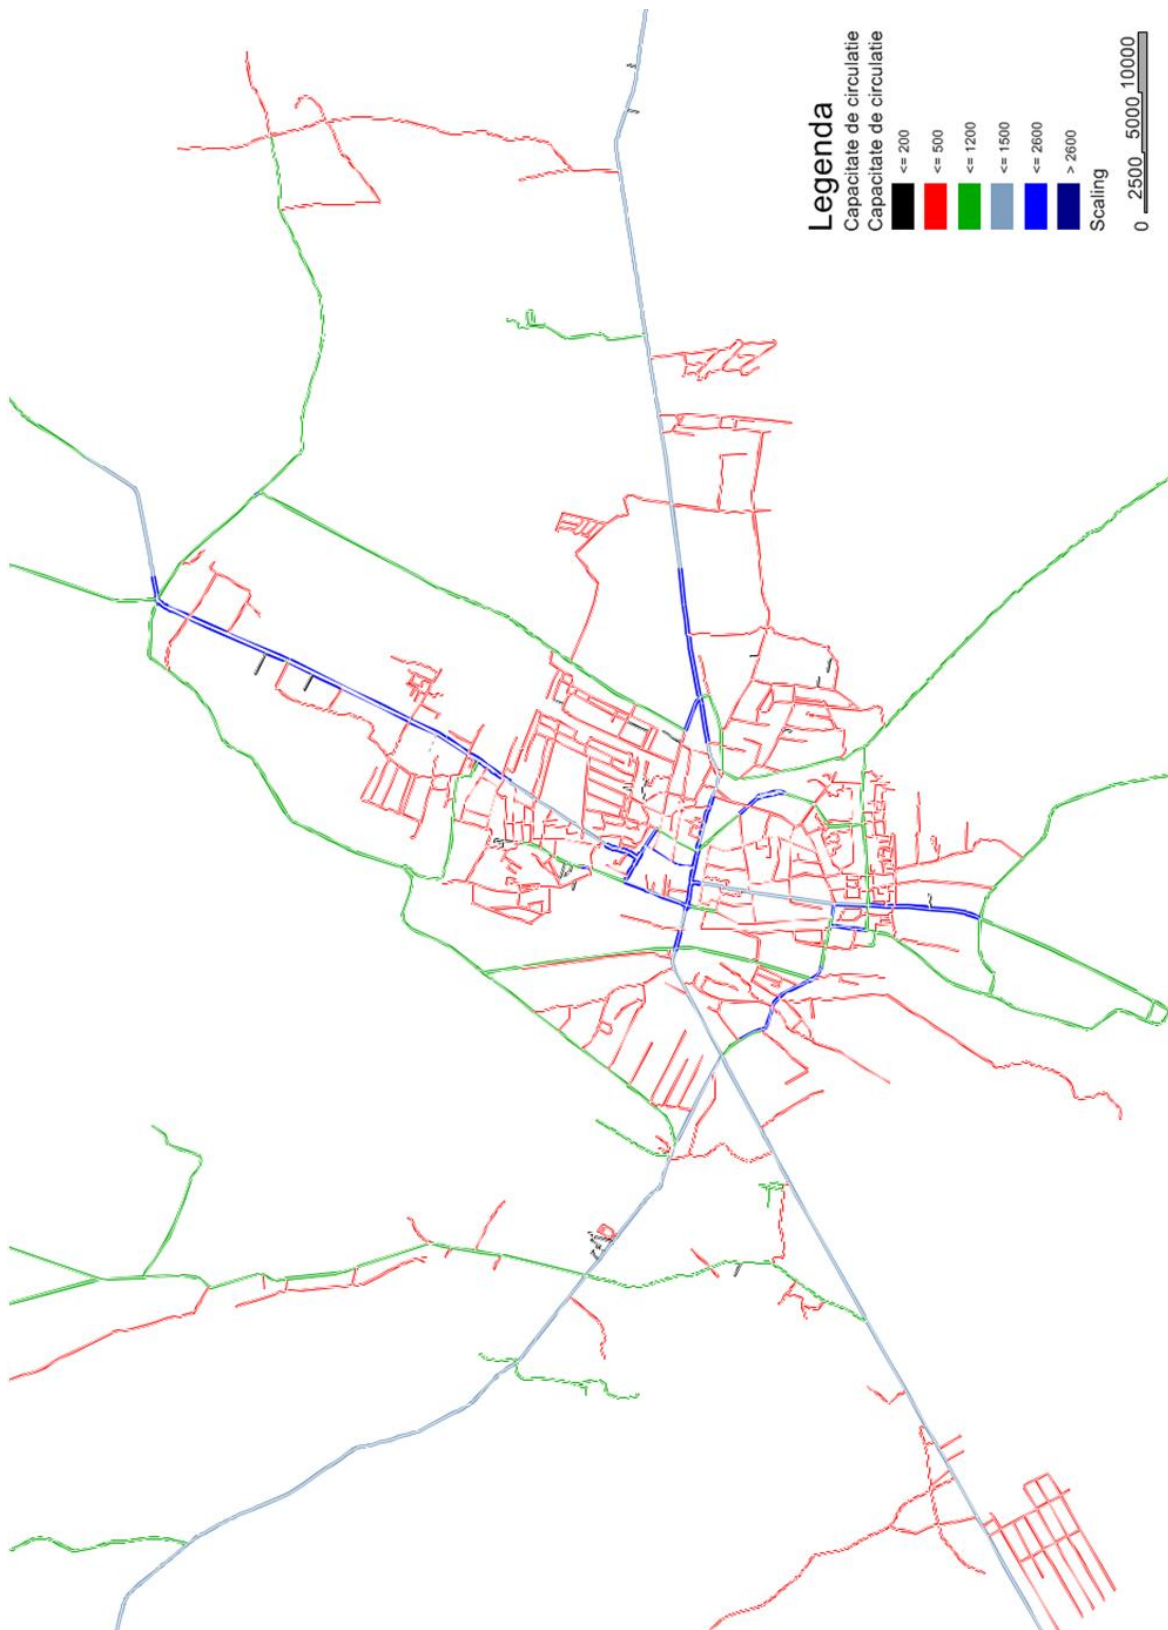 Legenda
Capacitate de circulatie
Capacitate de circulatie
<= 200
<= 500
<= 1200
<= 1500
<= 2600
> 2600
Scaling
0 2500 5000 10000